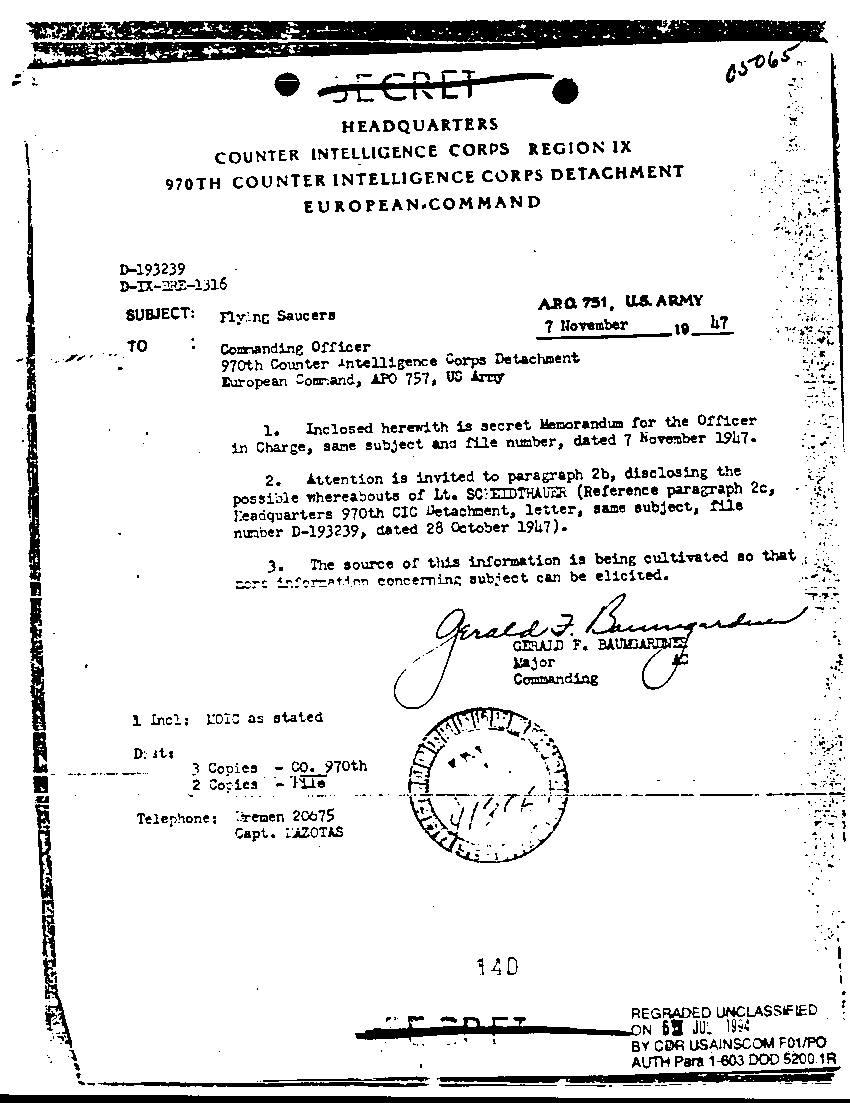 05065
SECRET
HEADQUARTERS
COUNTER INTELLIGENCE CORPS REGION IX
970TH COUNTER INTELLIGENCE CORPS DETACHMENT
EUROPEAN COMMAND
D-193239
D-IX-BRE-1316
A.P.O. 751, U.S. ARMY
SUBJECT: Flying Saucers
7 November 19 47
TO : Commanding Officer
970th Counter Intelligence Corps Detachment
European Command, APO 757, US Army
1. Inclosed herewith is secret Memorandum for the Officer
in Charge, same subject and file number, dated 7 November 1947.
2. Attention is invited to paragraph 2b, disclosing the
possible whereabouts of Lt. SCHEIDTHAUER (Reference paragraph 2c,
Headquarters 970th CIC Detachment, letter, same subject, file
number D-193239, dated 28 October 1947).
3. The source of this information is being cultivated so that
more information concerning subject can be elicited.
Gerald F. Baumgardner
GERALD F. BAUMGARDNER
Major AC
Commanding
1 Incl: MOIC as stated
Dist:
3 Copies - CO. 970th
2 Copies - File
Telephone: Bremen 20675
Capt.
140
SECRET
REGRADED UNCLASSIFIED
ON JUL 1994
BY CDR USAINSCOM F01/PO
AUTH Para 1-603 DOD 5200.1R